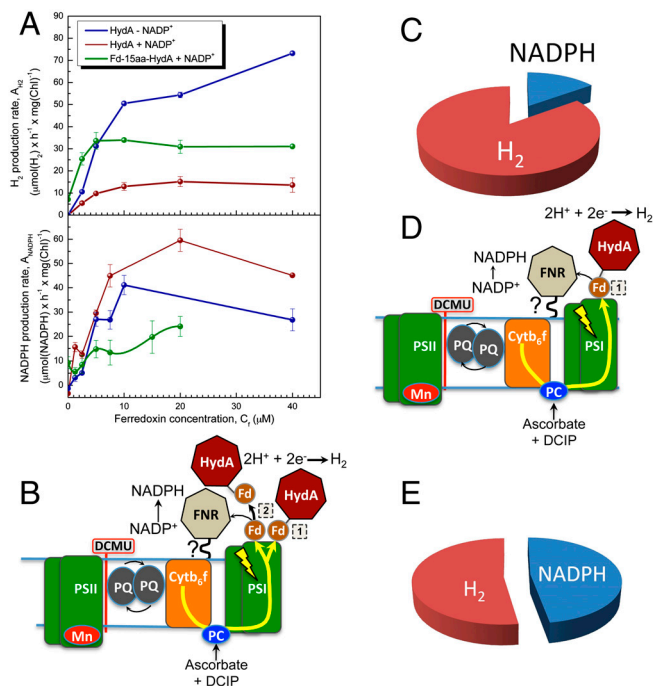 A
HydA - NADP⁺
HydA + NADP⁺
Fd-15aa-HydA + NADP⁺
H₂ production rate, A_H2
(μmol(H₂) x h⁻¹ x mg(Chl)⁻¹
90
80
70
60
50
40
30
20
10
0
NADPH production rate, A_NADPH
(μmol(NADPH) x h⁻¹ x mg(Chl)⁻¹
70
60
50
40
30
20
10
0
0 10 20 30 40
Ferredoxin concentration, C_f (μM)
B
HydA
2H⁺ + 2e⁻ → H₂
HydA
NADPH
NADP⁺
FNR
Fd
2
Fd
Fd
1
?
DCMU
PSII
PQ
PQ
Cytb₆f
PSI
Mn
PC
Ascorbate
+ DCIP
C
NADPH
H₂
D
2H⁺ + 2e⁻ → H₂
HydA
NADPH
NADP⁺
FNR
Fd
1
?
DCMU
PSII
PQ
PQ
Cytb₆f
PSI
Mn
PC
Ascorbate
+ DCIP
E
H₂
NADPH